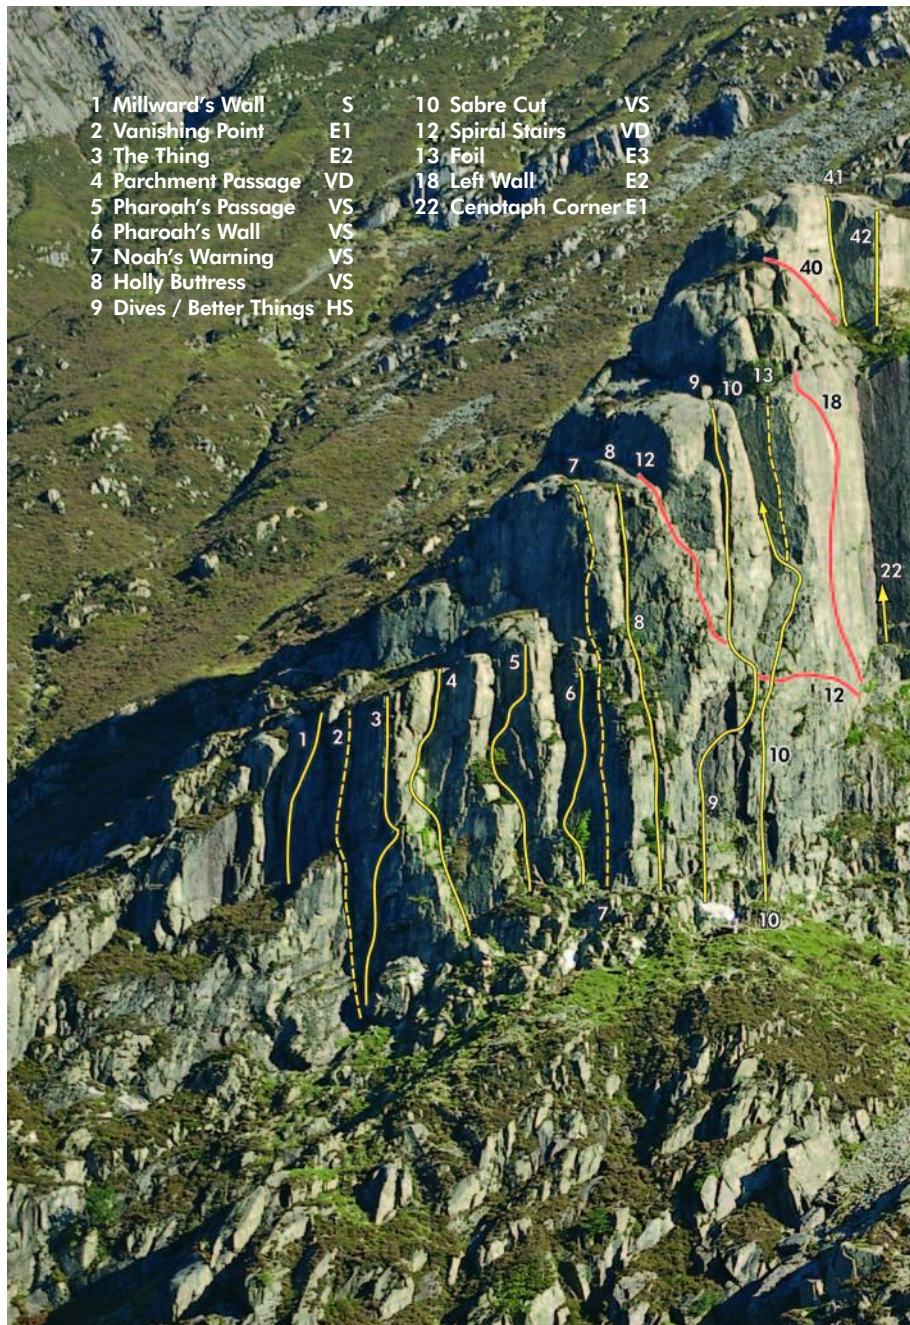 1 Millward's Wall S
2 Vanishing Point E1
3 The Thing E2
4 Parchment Passage VD
5 Pharoah's Passage VS
6 Pharoah's Wall VS
7 Noah's Warning VS
8 Holly Buttress VS
9 Dives / Better Things HS
10 Sabre Cut VS
12 Spiral Stairs VD
13 Foil E3
18 Left Wall E2
22 Cenotaph Corner E1
41
42
40
13
9
10
18
8
7
12
22
8
5
4
6
12
3
1
2
10
9
7
10